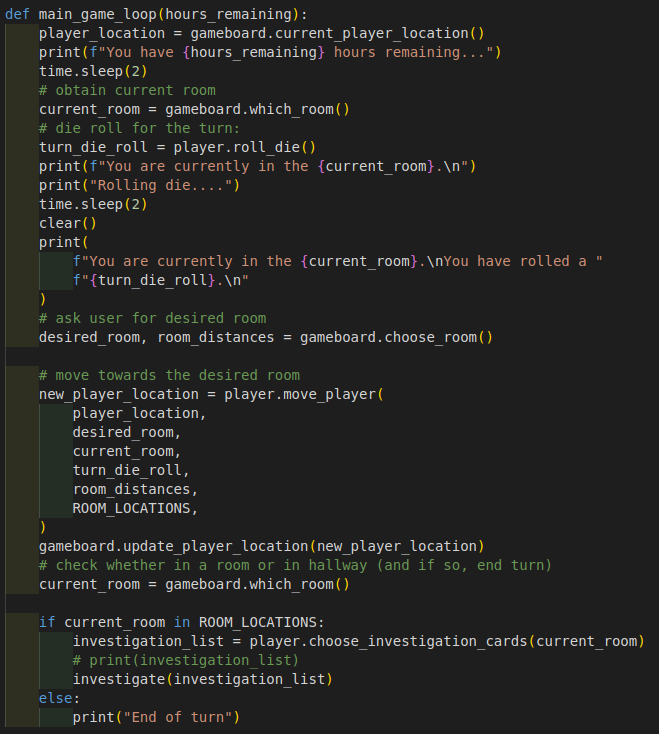 def main_game_loop(hours_remaining):
    player_location = gameboard.current_player_location()
    print(f"You have {hours_remaining} hours remaining...")
    time.sleep(2)
    # obtain current room
    current_room = gameboard.which_room()
    # die roll for the turn:
    turn_die_roll = player.roll_die()
    print(f"You are currently in the {current_room}.\n")
    print("Rolling die....")
    time.sleep(2)
    clear()
    print(
        f"You are currently in the {current_room}.\nYou have rolled a "
        f"{turn_die_roll}.\n"
    )
    # ask user for desired room
    desired_room, room_distances = gameboard.choose_room()

    # move towards the desired room
    new_player_location = player.move_player(
        player_location,
        desired_room,
        current_room,
        turn_die_roll,
        room_distances,
        ROOM_LOCATIONS,
    )
    gameboard.update_player_location(new_player_location)
    # check whether in a room or in hallway (and if so, end turn)
    current_room = gameboard.which_room()

    if current_room in ROOM_LOCATIONS:
        investigation_list = player.choose_investigation_cards(current_room)
        # print(investigation_list)
        investigate(investigation_list)
    else:
        print("End of turn")